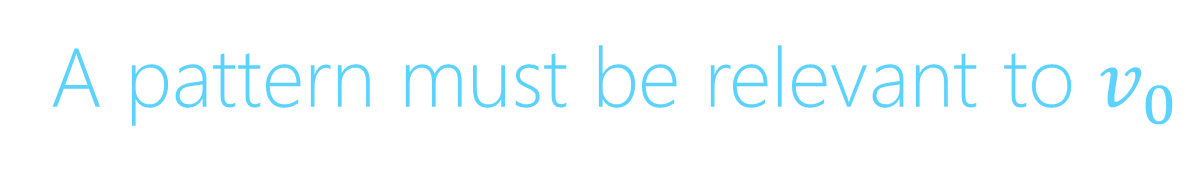 A pattern must be relevant to 𝒗₀